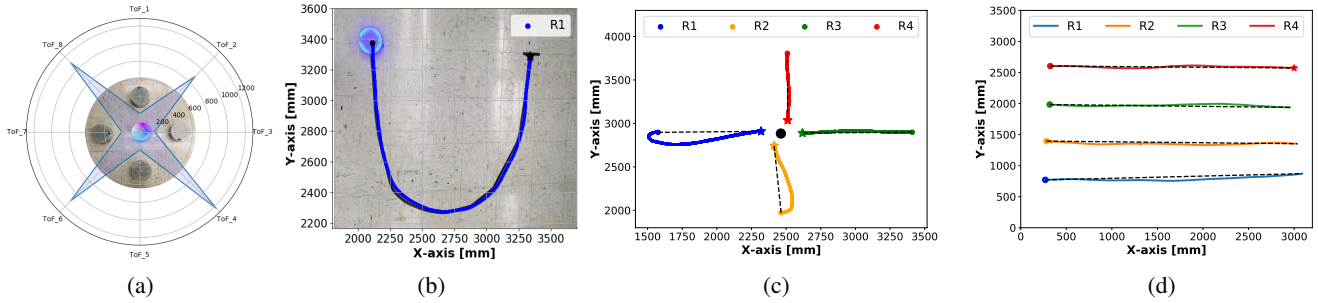 ToF_1
ToF_8
ToF_2
1200
1000
800
600
400
200
ToF_7
ToF_3
ToF_6
ToF_4
ToF_5
(a)
R1
3600
3400
3200
3000
2800
2600
2400
2200
Y-axis [mm]
2000 2250 2500 2750 3000 3250 3500
X-axis [mm]
(b)
R1 R2 R3 R4
4000
3500
3000
2500
2000
Y-axis [mm]
1500 1750 2000 2250 2500 2750 3000 3250 3500
X-axis [mm]
(c)
R1 R2 R3 R4
3500
3000
2500
2000
1500
1000
500
0
Y-axis [mm]
0 500 1000 1500 2000 2500 3000
X-axis [mm]
(d)